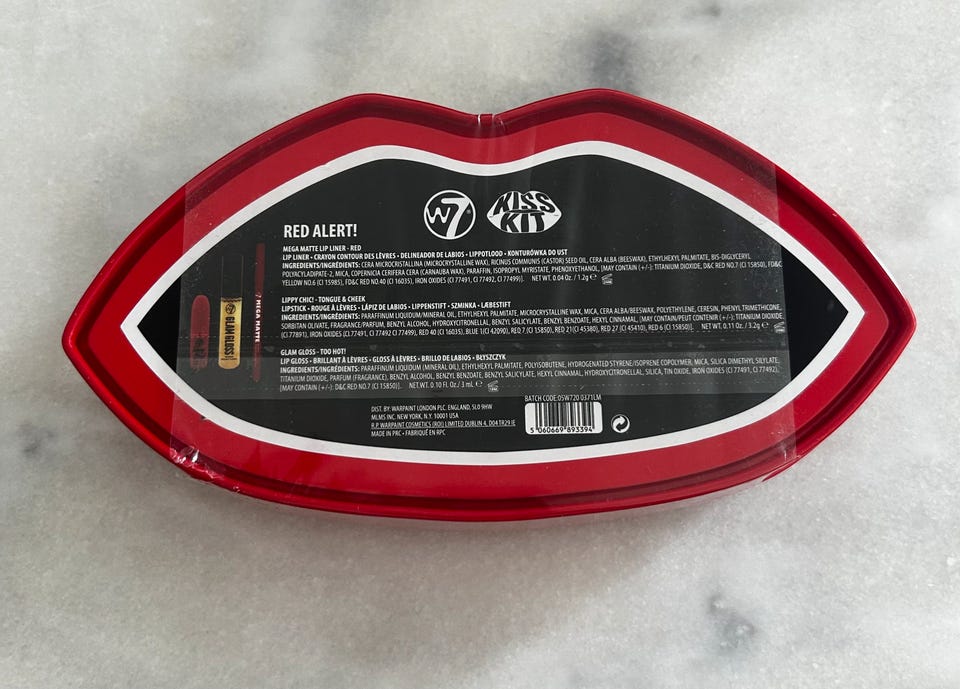 W7®
KISS
KIT
RED ALERT!
MEGA MATTE LIP LINER - RED
LIP LINER • CRAYON CONTOUR DES LÈVRES • DELINEADOR DE LABIOS • LIPPOTLOOD • KONTURÓWKA DO UST
INGREDIENTS/INGRÉDIENTS: CERA MICROCRISTALLINA (MICROCRYSTALLINE WAX), RICINUS COMMUNIS (CASTOR) SEED OIL, CERA ALBA (BEESWAX), ETHYLHEXYL PALMITATE, BIS-DIGLYCERYL
POLYACYLADIPATE-2, MICA, COPERNICIA CERIFERA CERA (CARNAUBA WAX), PARAFFIN, ISOPROPYL MYRISTATE, PHENOXYETHANOL, [MAY CONTAIN (+/-): TITANIUM DIOXIDE, D&C RED NO.7 (CI 15850), FD&C
YELLOW NO.6 (CI 15985), FD&C RED NO.40 (CI 16035), IRON OXIDES (CI 77491, CI 77492, CI 77499)]. NET WT. 0.04 Oz. / 1.2g e
LIPPY CHIC! - TONGUE & CHEEK
LIPSTICK • ROUGE À LÈVRES • LÁPIZ DE LABIOS • LIPPENSTIFT • SZMINKA • LÆBESTIFT
INGREDIENTS/INGRÉDIENTS: PARAFFINUM LIQUIDUM/MINERAL OIL, ETHYLHEXYL PALMITATE, MICROCRYSTALLINE WAX, MICA, CERA ALBA/BEESWAX, POLYETHYLENE, CERESIN, PHENYL TRIMETHICONE,
SORBITAN OLIVATE, FRAGRANCE/PARFUM, BENZYL ALCOHOL, HYDROXYCITRONELLAL, BENZYL SALICYLATE, BENZYL BENZOATE, HEXYL CINNAMAL, [MAY CONTAIN/PEUT CONTENIR (+/-): TITANIUM DIOXIDE,
(CI 77891), IRON OXIDES (CI 77491, CI 77492 CI 77499), RED 40 (CI 16035), BLUE 1(CI 42090), RED 7 (CI 15850), RED 21(CI 45380), RED 27 (CI 45410), RED 6 (CI 15850)]. NET WT. 0.11 Oz. / 3.2g e
GLAM GLOSS - TOO HOT!
LIP GLOSS • BRILLANT À LÈVRES • GLOSS À LÈVRES • BRILLO DE LABIOS • BŁYSZCZYK
INGREDIENTS/INGRÉDIENTS: PARAFFINUM LIQUIDUM (MINERAL OIL), ETHYLHEXYL PALMITATE, POLYISOBUTENE, HYDROGENATED STYRENE/ISOPRENE COPOLYMER, MICA, SILICA DIMETHYL SILYLATE,
TITANIUM DIOXIDE, PARFUM (FRAGRANCE), BENZYL ALCOHOL, BENZYL BENZOATE, BENZYL SALICYLATE, HEXYL CINNAMAL, HYDROXYCITRONELLAL, SILICA, TIN OXIDE, IRON OXIDES (CI 77491, CI 77492),
[MAY CONTAIN (+/-): D&C RED NO.7 (CI 15850)]. NET WT. 0.10 Fl. Oz./ 3 mL e
GLAM GLOSS
W7 MEGA MATTE
DIST. BY: WARPAINT LONDON PLC. ENGLAND, SL0 9HW
MLMS INC. NEW YORK, N.Y. 10001 USA
R.P. WARPAINT COSMETICS (ROI) LIMITED DUBLIN 4, D04 TR29 IE
MADE IN PRC • FABRIQUÉ EN RPC
BATCH CODE:05W720 0371LM
5 060669 893394